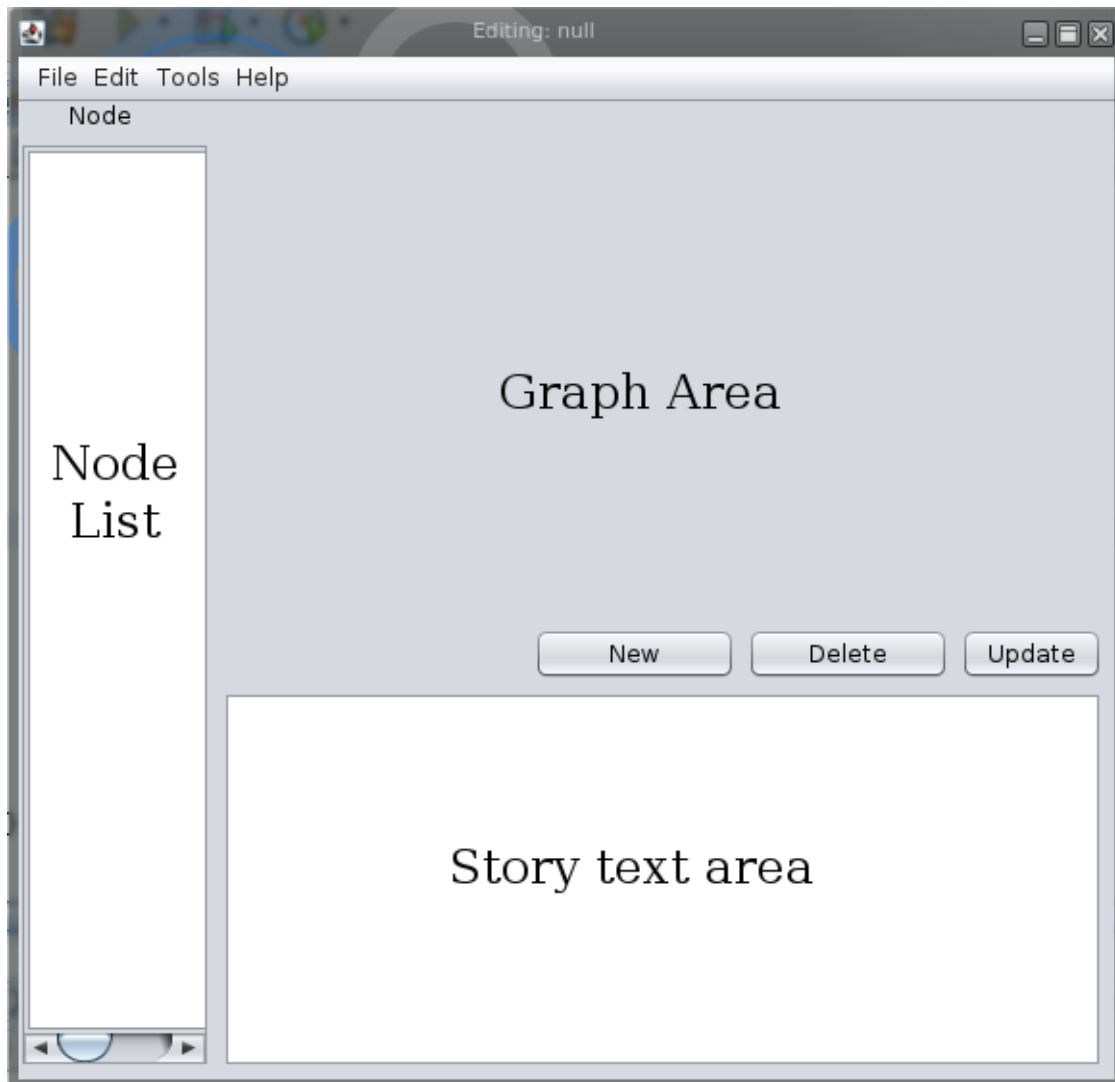 Editing: null
File Edit Tools Help
Node
Graph Area
Node
List
New Delete Update
Story text area